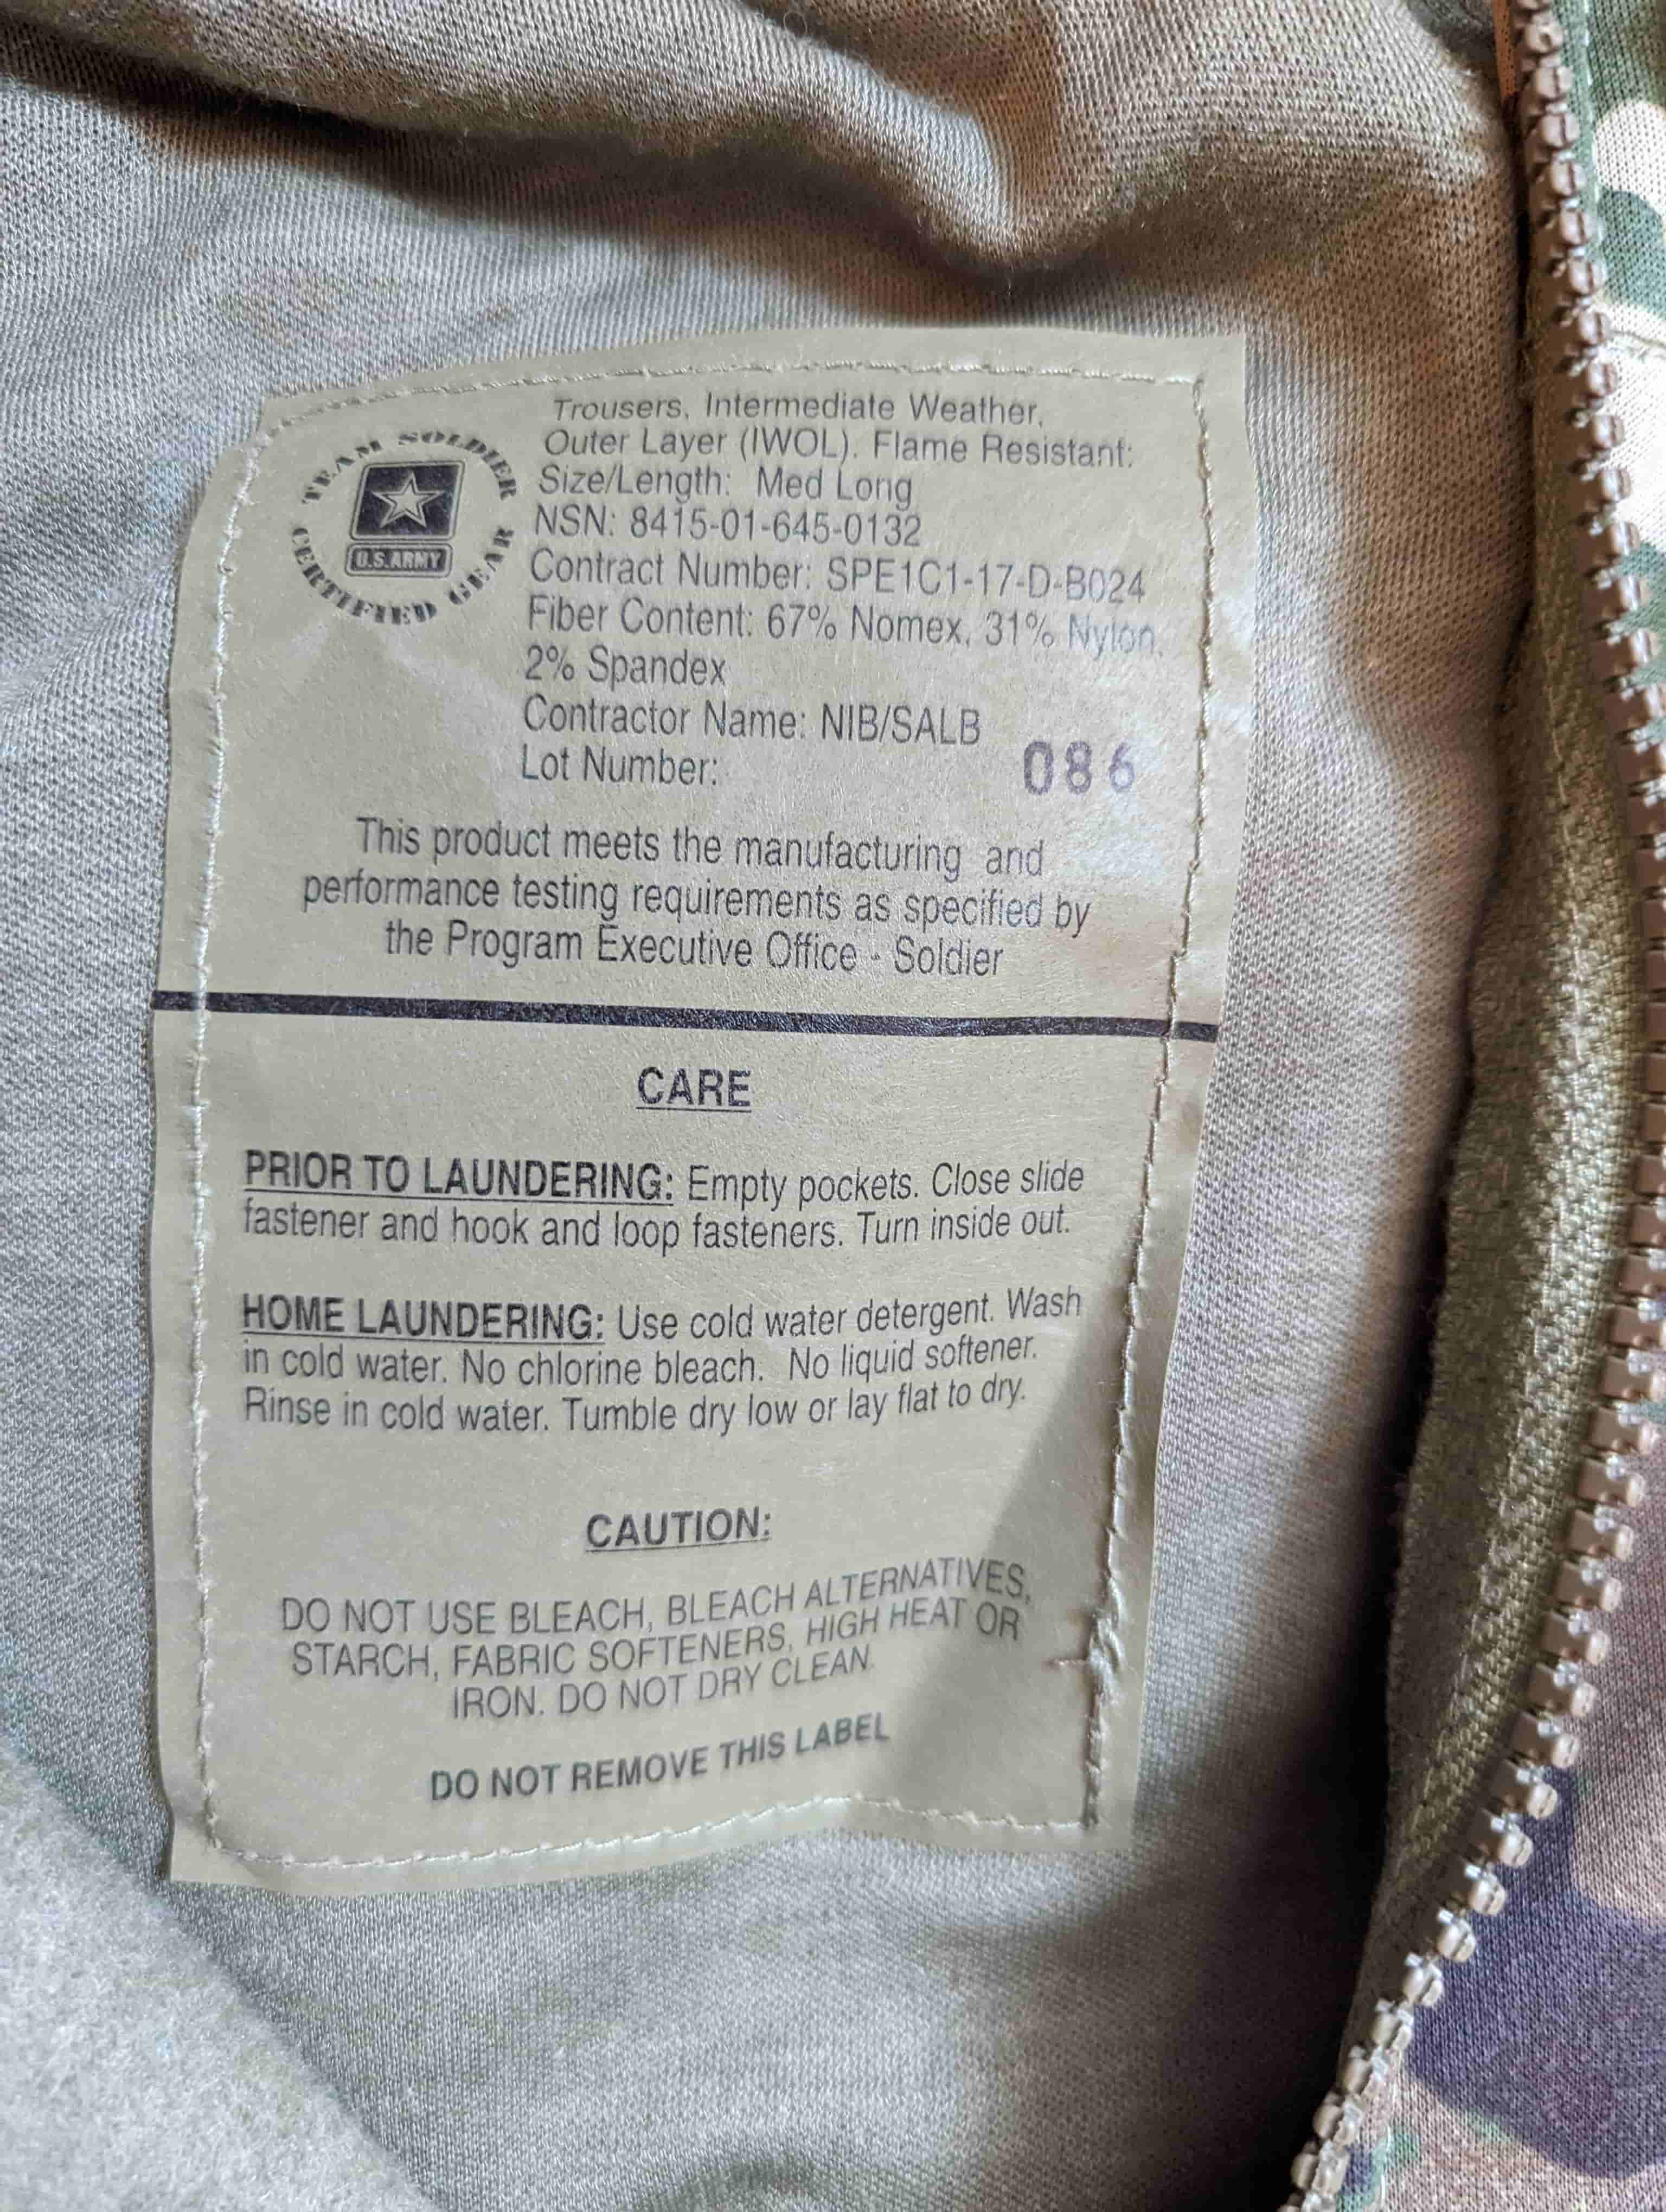 TEAM SOLDIER
CERTIFIED GEAR
U.S.ARMY
Trousers, Intermediate Weather,
Outer Layer (IWOL), Flame Resistant:
Size/Length: Med Long
NSN: 8415-01-645-0132
Contract Number: SPE1C1-17-D-B024
Fiber Content: 67% Nomex, 31% Nylon,
2% Spandex
Contractor Name: NIB/SALB
Lot Number: 086
This product meets the manufacturing and
performance testing requirements as specified by
the Program Executive Office - Soldier
CARE
PRIOR TO LAUNDERING: Empty pockets. Close slide
fastener and hook and loop fasteners. Turn inside out.
HOME LAUNDERING: Use cold water detergent. Wash
in cold water. No chlorine bleach. No liquid softener.
Rinse in cold water. Tumble dry low or lay flat to dry.
CAUTION:
DO NOT USE BLEACH, BLEACH ALTERNATIVES,
STARCH, FABRIC SOFTENERS, HIGH HEAT OR
IRON. DO NOT DRY CLEAN.
DO NOT REMOVE THIS LABEL